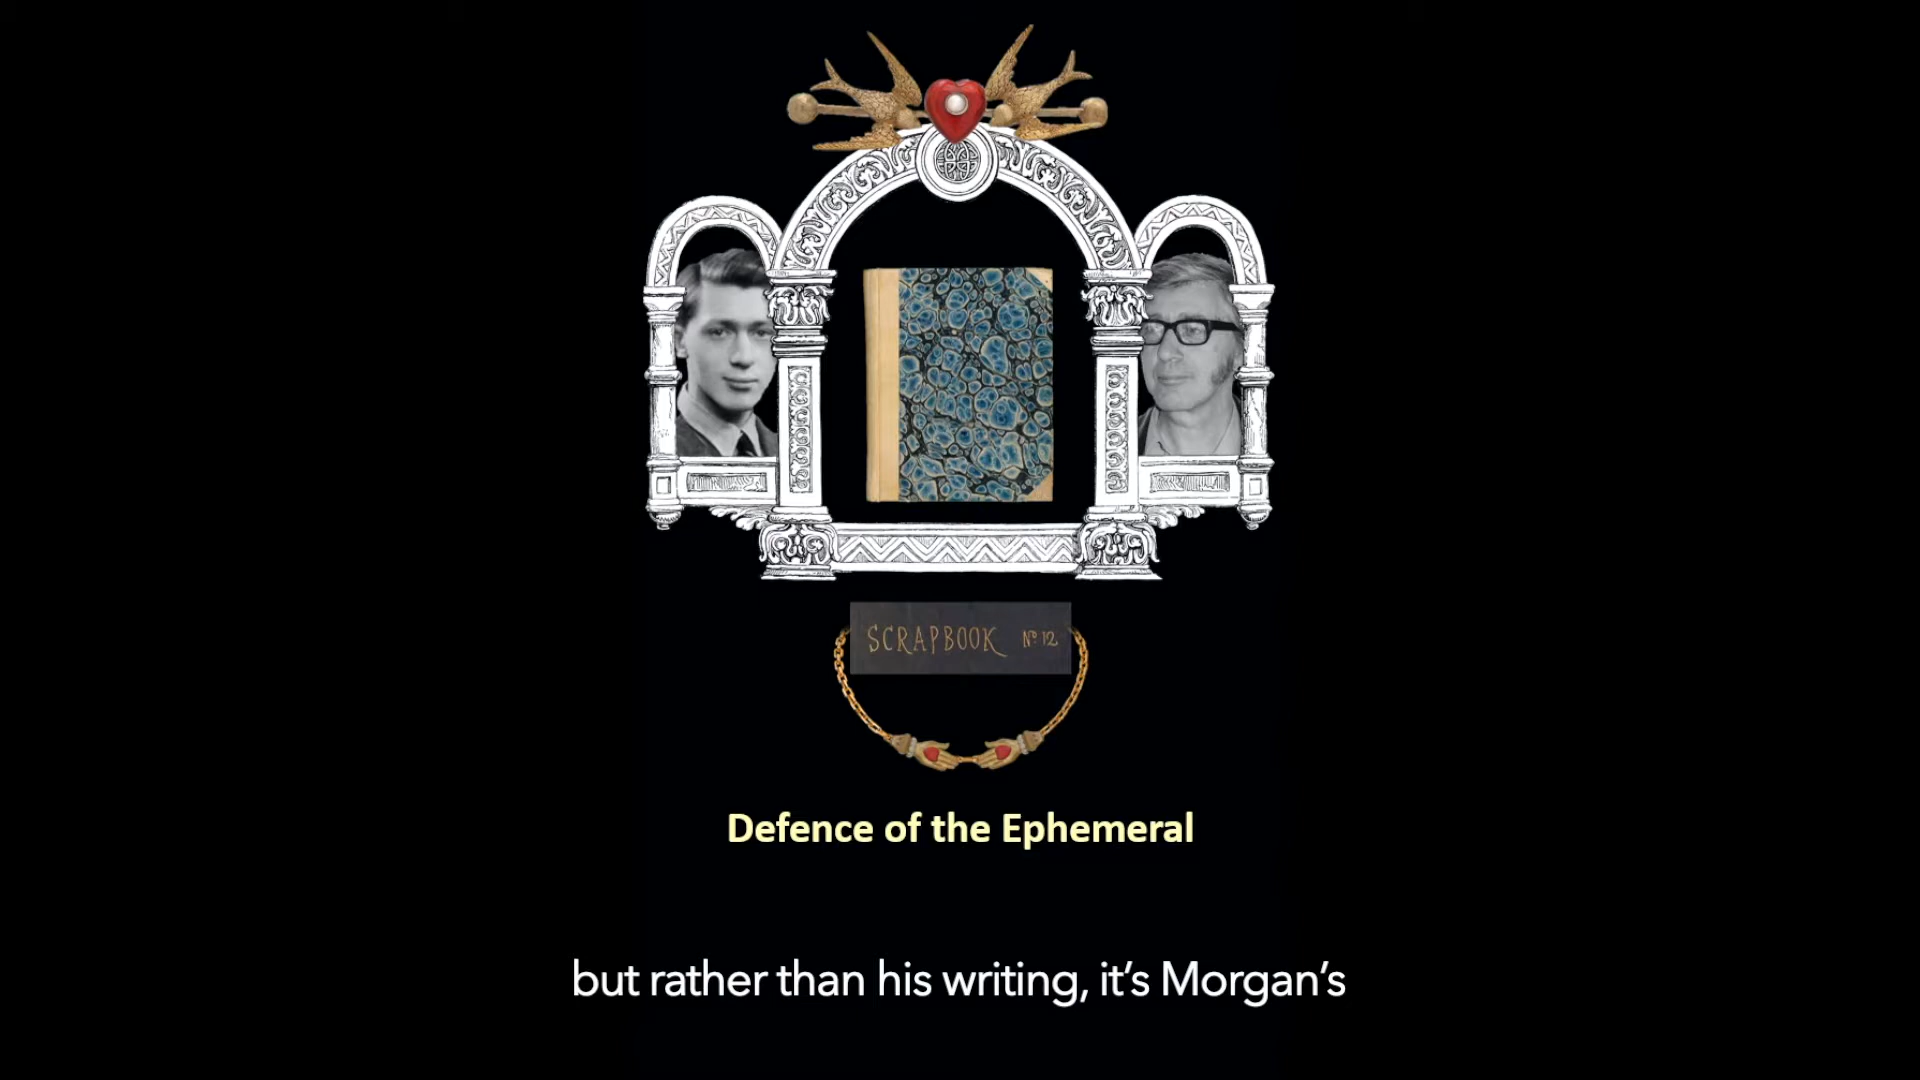 SCRAPBOOK Nº 12
Defence of the Ephemeral
but rather than his writing, it's Morgan's